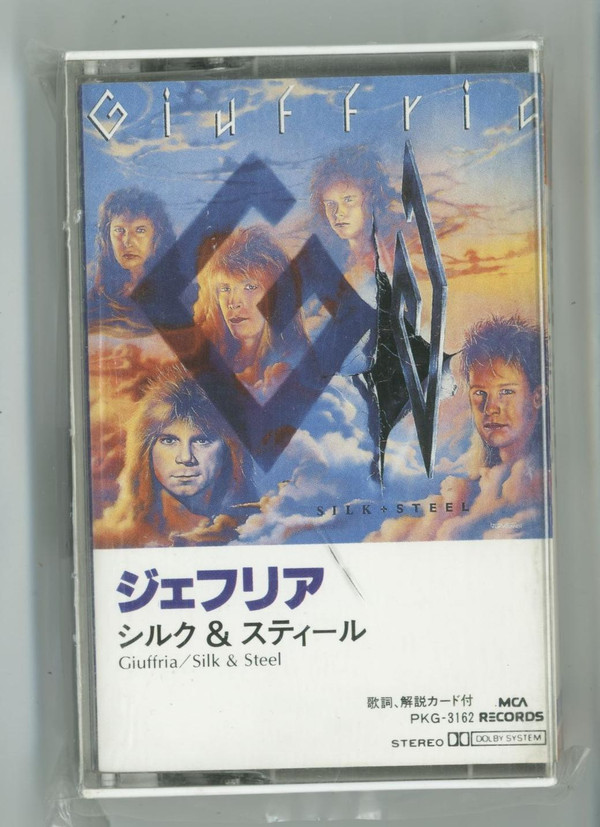 Giuffria
SILK + STEEL
ジェフリア
シルク & スティール
Giuffria/Silk & Steel
歌詞、解説カード付
PKG-3162
MCA RECORDS
STEREO DOLBY SYSTEM